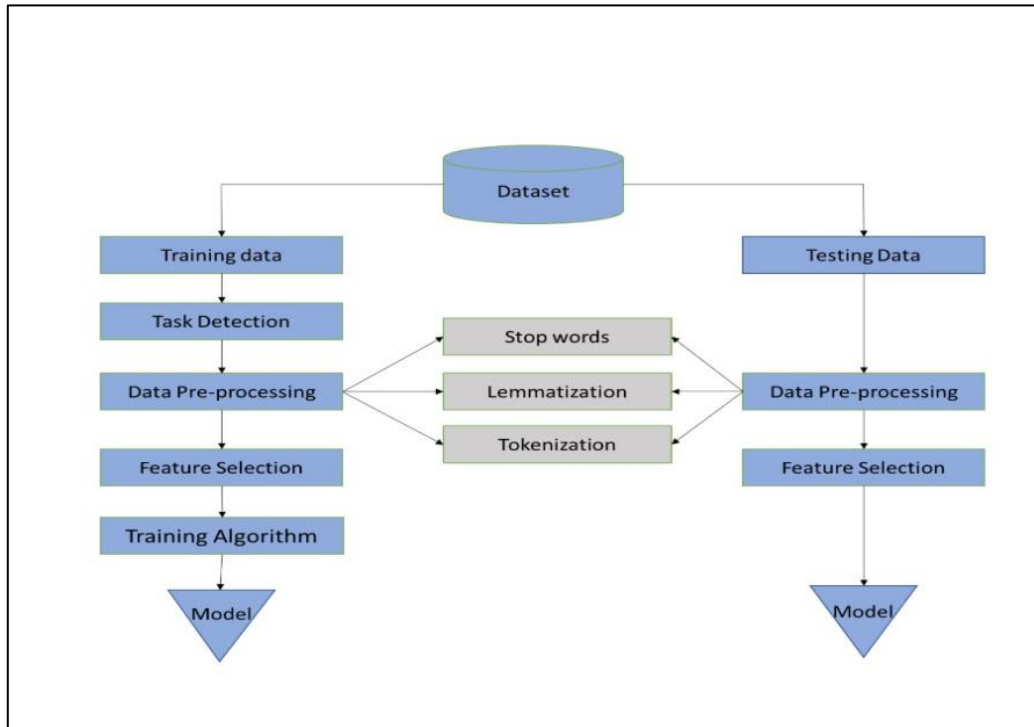 Dataset
Training data
Testing Data
Task Detection
Stop words
Data Pre-processing
Lemmatization
Data Pre-processing
Tokenization
Feature Selection
Feature Selection
Training Algorithm
Model
Model